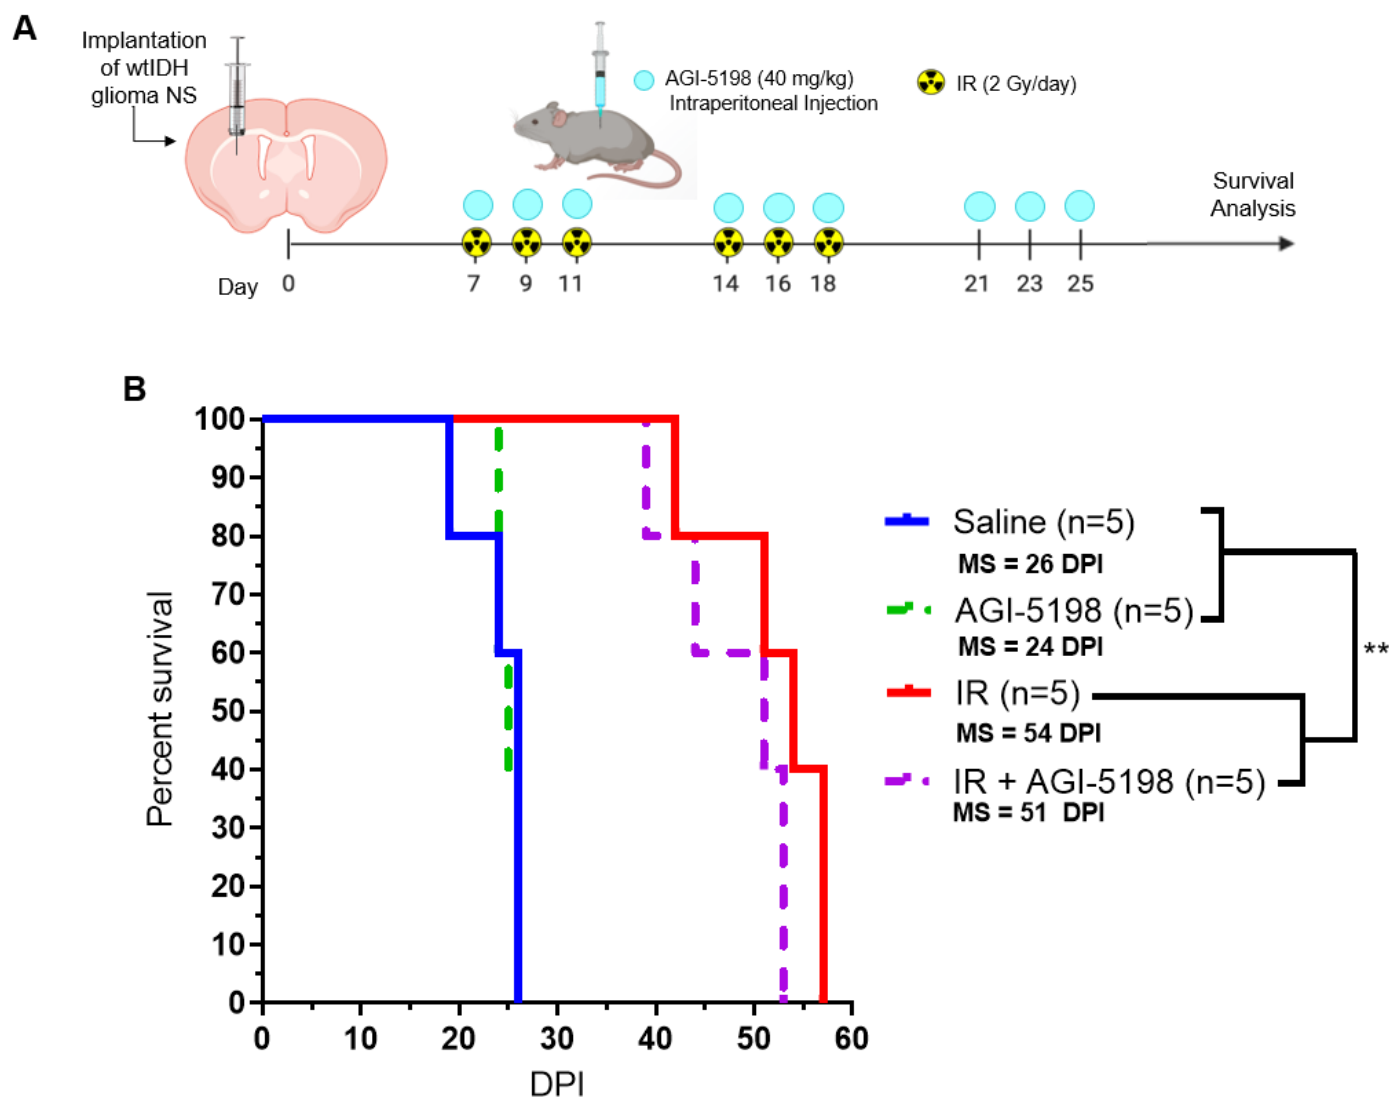 A
Implantation
of wtIDH
glioma NS
AGI-5198 (40 mg/kg)
Intraperitoneal Injection
IR (2 Gy/day)
Survival
Analysis
Day 0 7 9 11 14 16 18 21 23 25
B
Percent survival
100
90
80
70
60
50
40
30
20
10
0
0 10 20 30 40 50 60
DPI
Saline (n=5)
MS = 26 DPI
AGI-5198 (n=5)
MS = 24 DPI
IR (n=5)
MS = 54 DPI
IR + AGI-5198 (n=5)
MS = 51 DPI
**